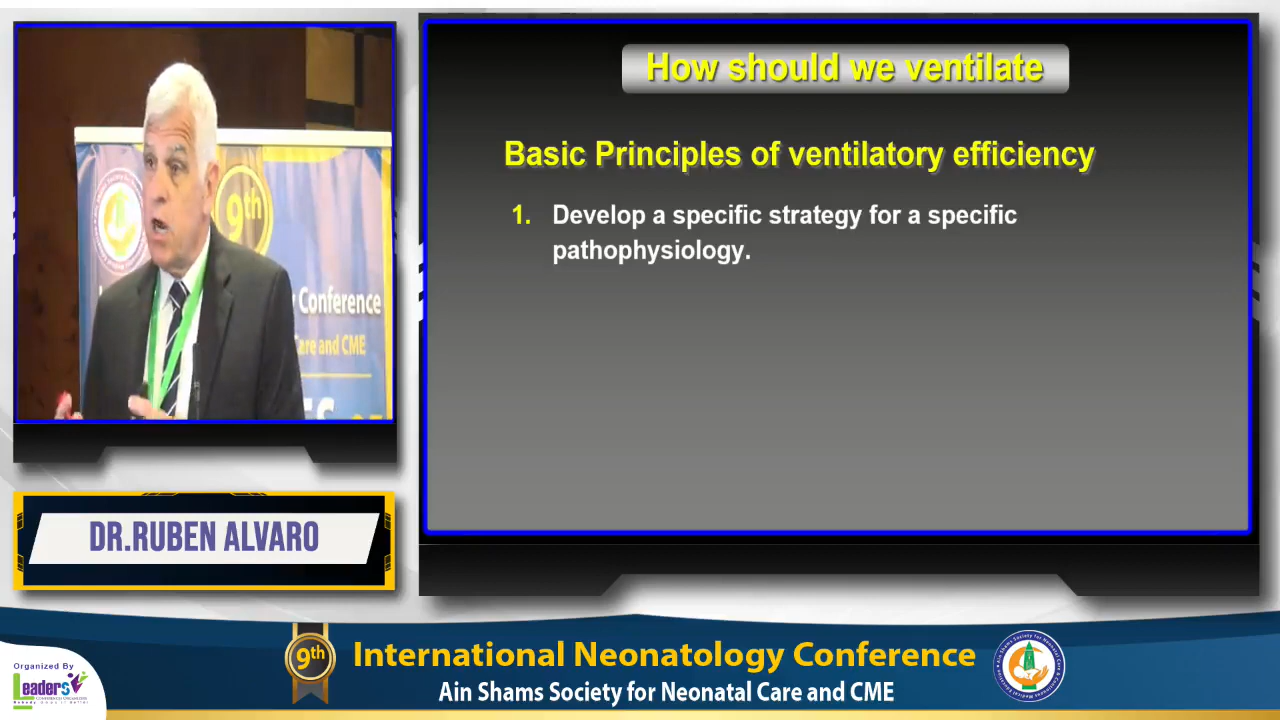 How should we ventilate
Basic Principles of ventilatory efficiency
1. Develop a specific strategy for a specific
pathophysiology.
9th
Conference
Care and CME
DR.RUBEN ALVARO
Organized By
Leaders
9th
International Neonatology Conference
Ain Shams Society for Neonatal Care and CME